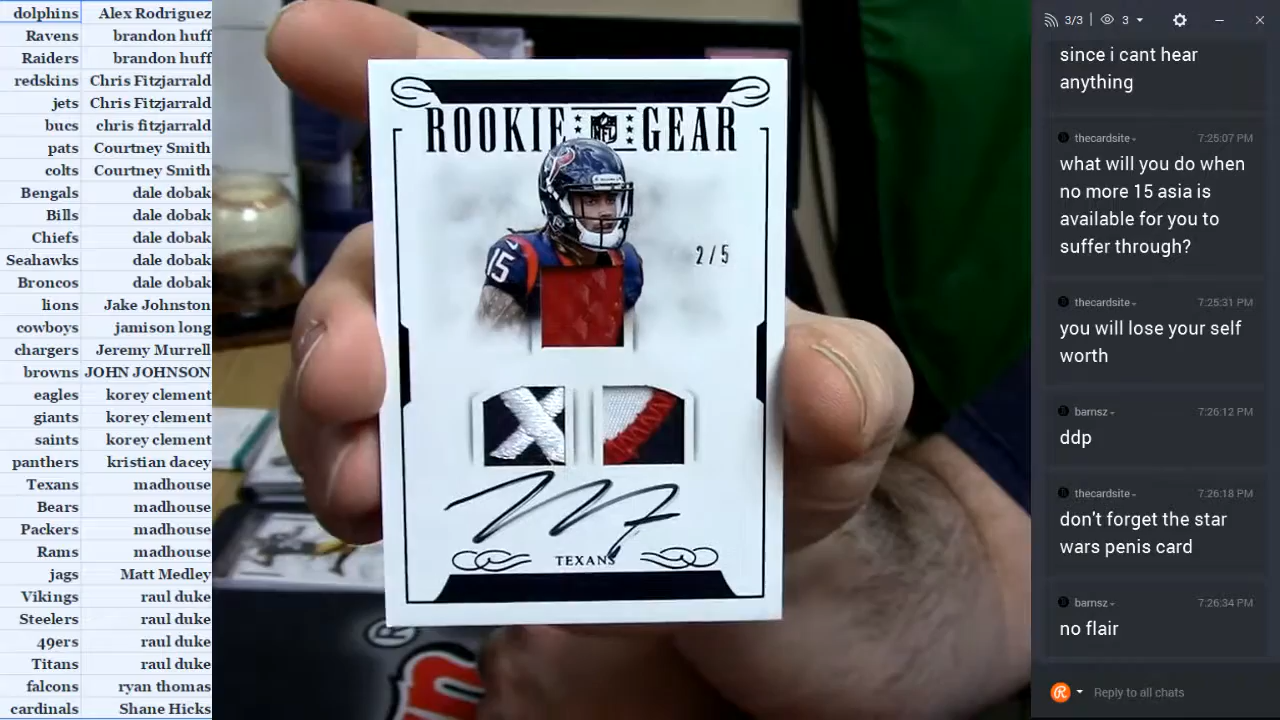 dolphins Alex Rodriguez
Ravens brandon huff
Raiders brandon huff
redskins Chris Fitzjarrald
jets Chris Fitzjarrald
bucs chris fitzjarrald
pats Courtney Smith
colts Courtney Smith
Bengals dale dobak
Bills dale dobak
Chiefs dale dobak
Seahawks dale dobak
Broncos dale dobak
lions Jake Johnston
cowboys jamison long
chargers Jeremy Murrell
browns JOHN JOHNSON
eagles korey clement
giants korey clement
saints korey clement
panthers kristian dacey
Texans madhouse
Bears madhouse
Packers madhouse
Rams madhouse
jags Matt Medley
Vikings raul duke
Steelers raul duke
49ers raul duke
Titans raul duke
falcons ryan thomas
cardinals Shane Hicks
ROOKIE NFL GEAR
2/5
15
TEXANS
®
3/3 | 3
since i cant hear
anything
thecardsite 7:25:07 PM
what will you do when
no more 15 asia is
available for you to
suffer through?
thecardsite 7:25:31 PM
you will lose your self
worth
barnsz 7:26:12 PM
ddp
thecardsite 7:26:18 PM
don't forget the star
wars penis card
barnsz 7:26:34 PM
no flair
Reply to all chats